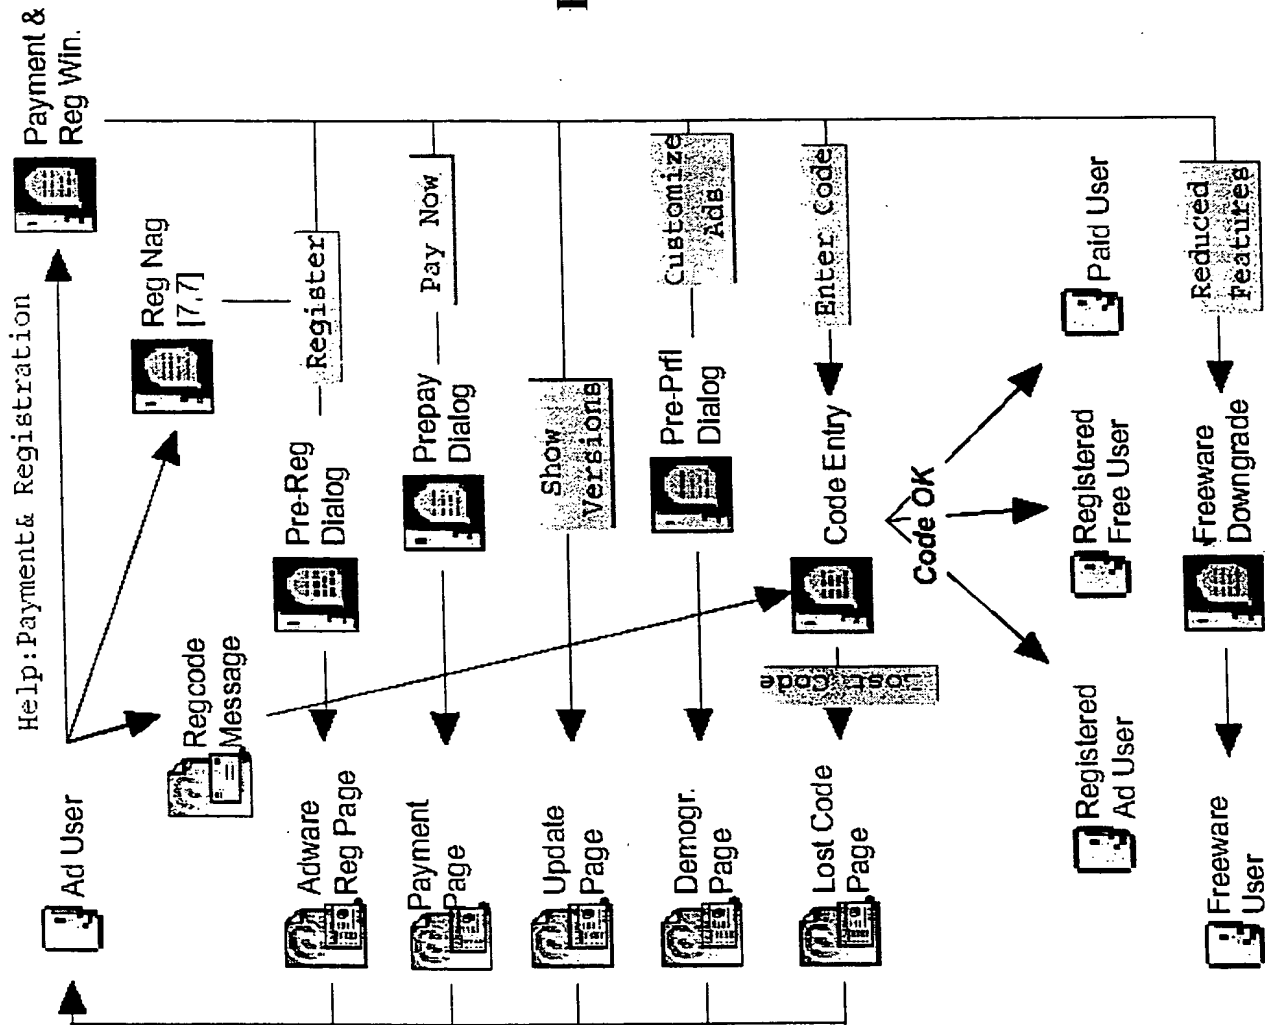 Ad User
Help:Payment& Registration
Payment &
Reg Win.
Reg Nag
[7,7]
Regcode
Message
Adware
Reg Page
Pre-Reg
Dialog
Register
Payment
Page
Prepay
Dialog
Pay Now
Update
Page
Show
Versions
Demogr.
Page
Pre-Prfl
Dialog
Customize
Ads
Lost Code
Page
Lost Code
Code Entry
Enter Code
Code OK
Registered
Ad User
Registered
Free User
Paid User
Freeware
User
Freeware
Downgrade
Reduced
Features